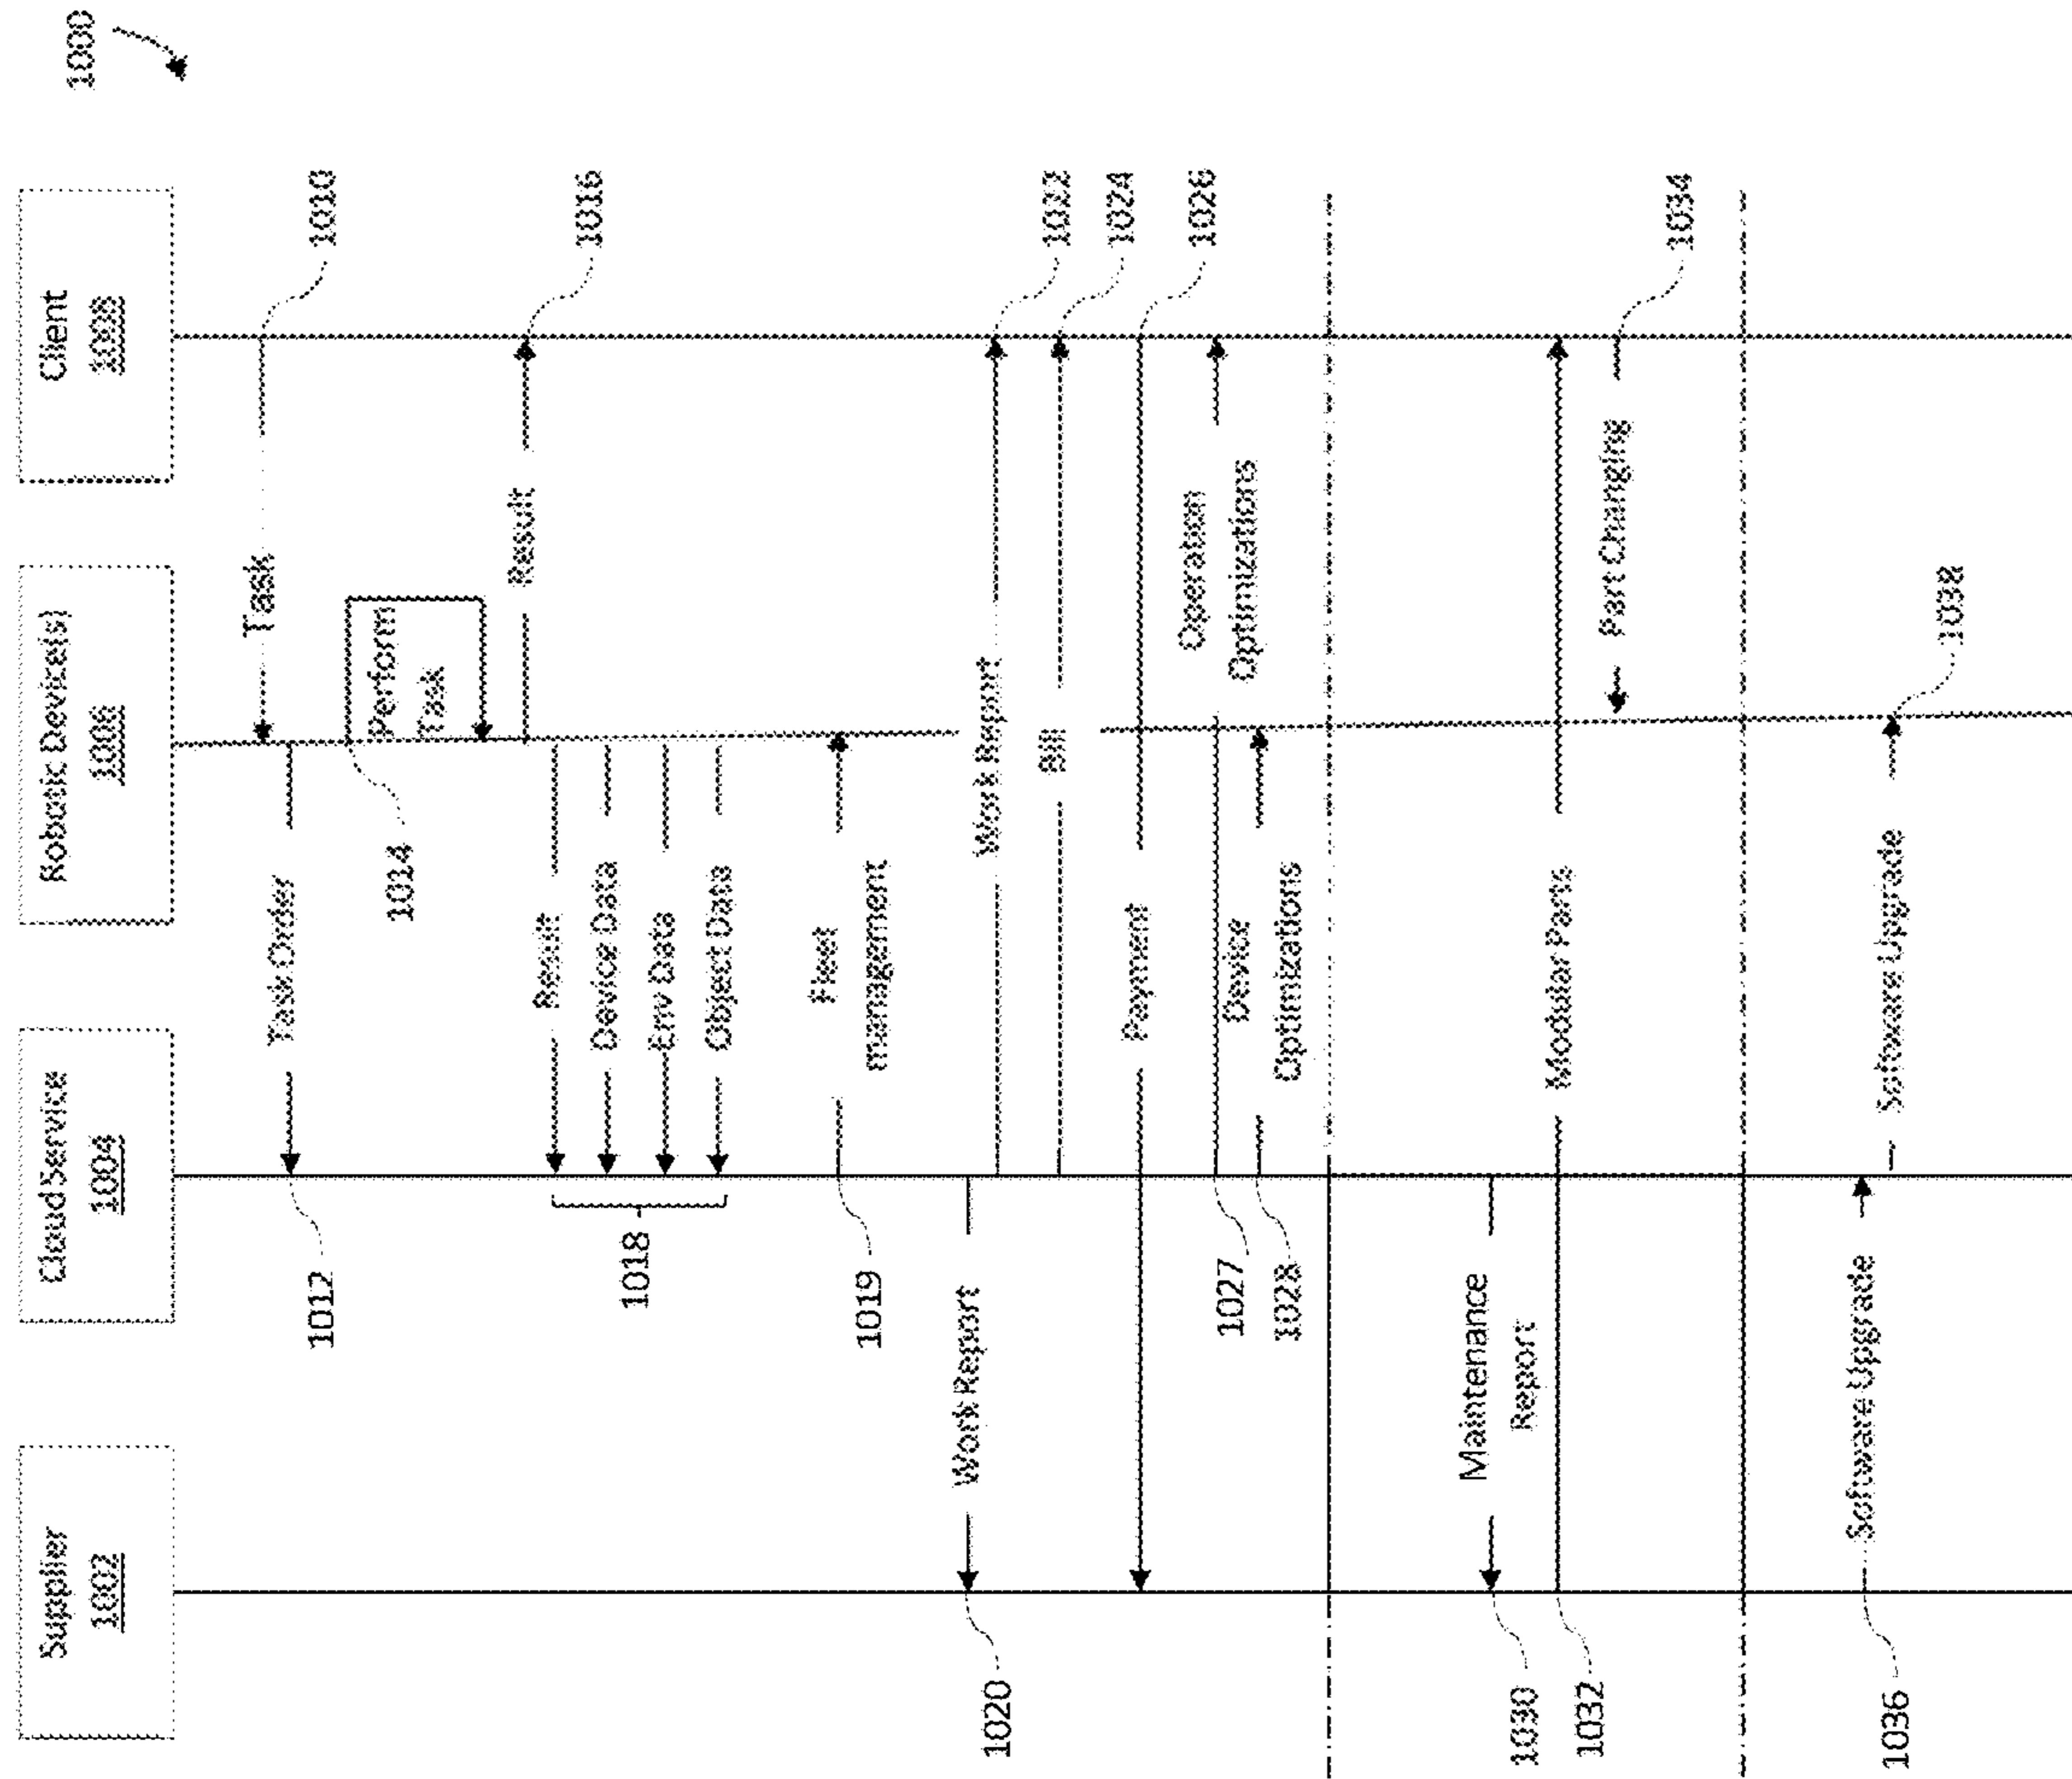 1000
Supplier
1002
Cloud Service
1004
Robotic Device(s)
1006
Client
1008
Task
1010
Task Order
1012
Perform
Task
1014
Result
1016
Result
Device Data
Env Data
Object Data
1018
Fleet
management
1019
Work Report
1020
Work Report
1022
Bill
1024
Payment
1026
Operation
Optimizations
1027
Device
Optimizations
1028
Maintenance
Report
1030
Modular Parts
1032
Part Changing
1034
Software Upgrade
1036
Software Upgrade
1038